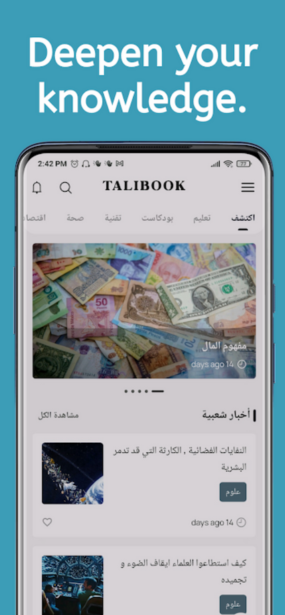 Deepen your
knowledge.
2:42 PM
TALIBOOK
اكتشف تعليم بودكاست تقنية صحة اقتصا
مفهوم المال
days ago 14
أخبار شعبية مشاهدة الكل
النفايات الفضائية , الكارثة التي قد تدمر
البشرية
علوم
days ago 14
كيف استطاعوا العلماء ايقاف الضوء و
تجميده
علوم